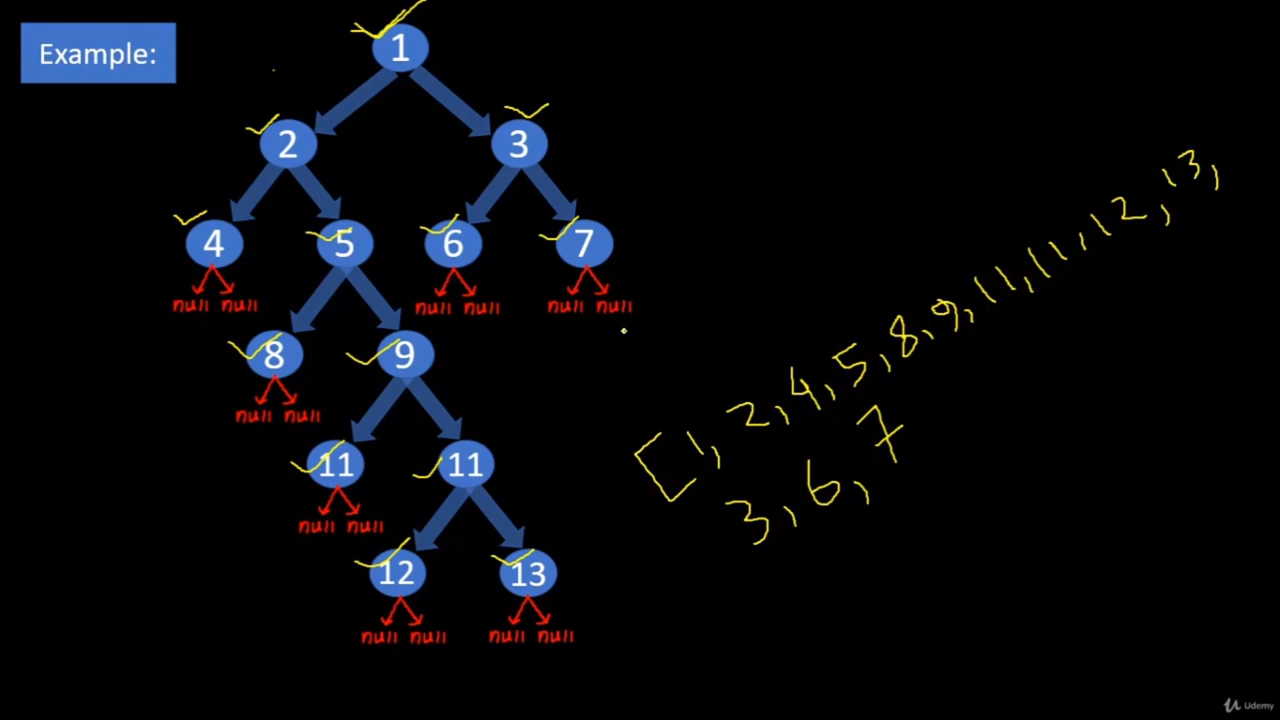 Example:
1
2 3
4 5 6 7
null null null null null null
8 9
null null
11 11
null null
12 13
null null null null
[1, 2, 4, 5, 8, 9, 11, 11, 12, 13,
3, 6, 7
Udemy